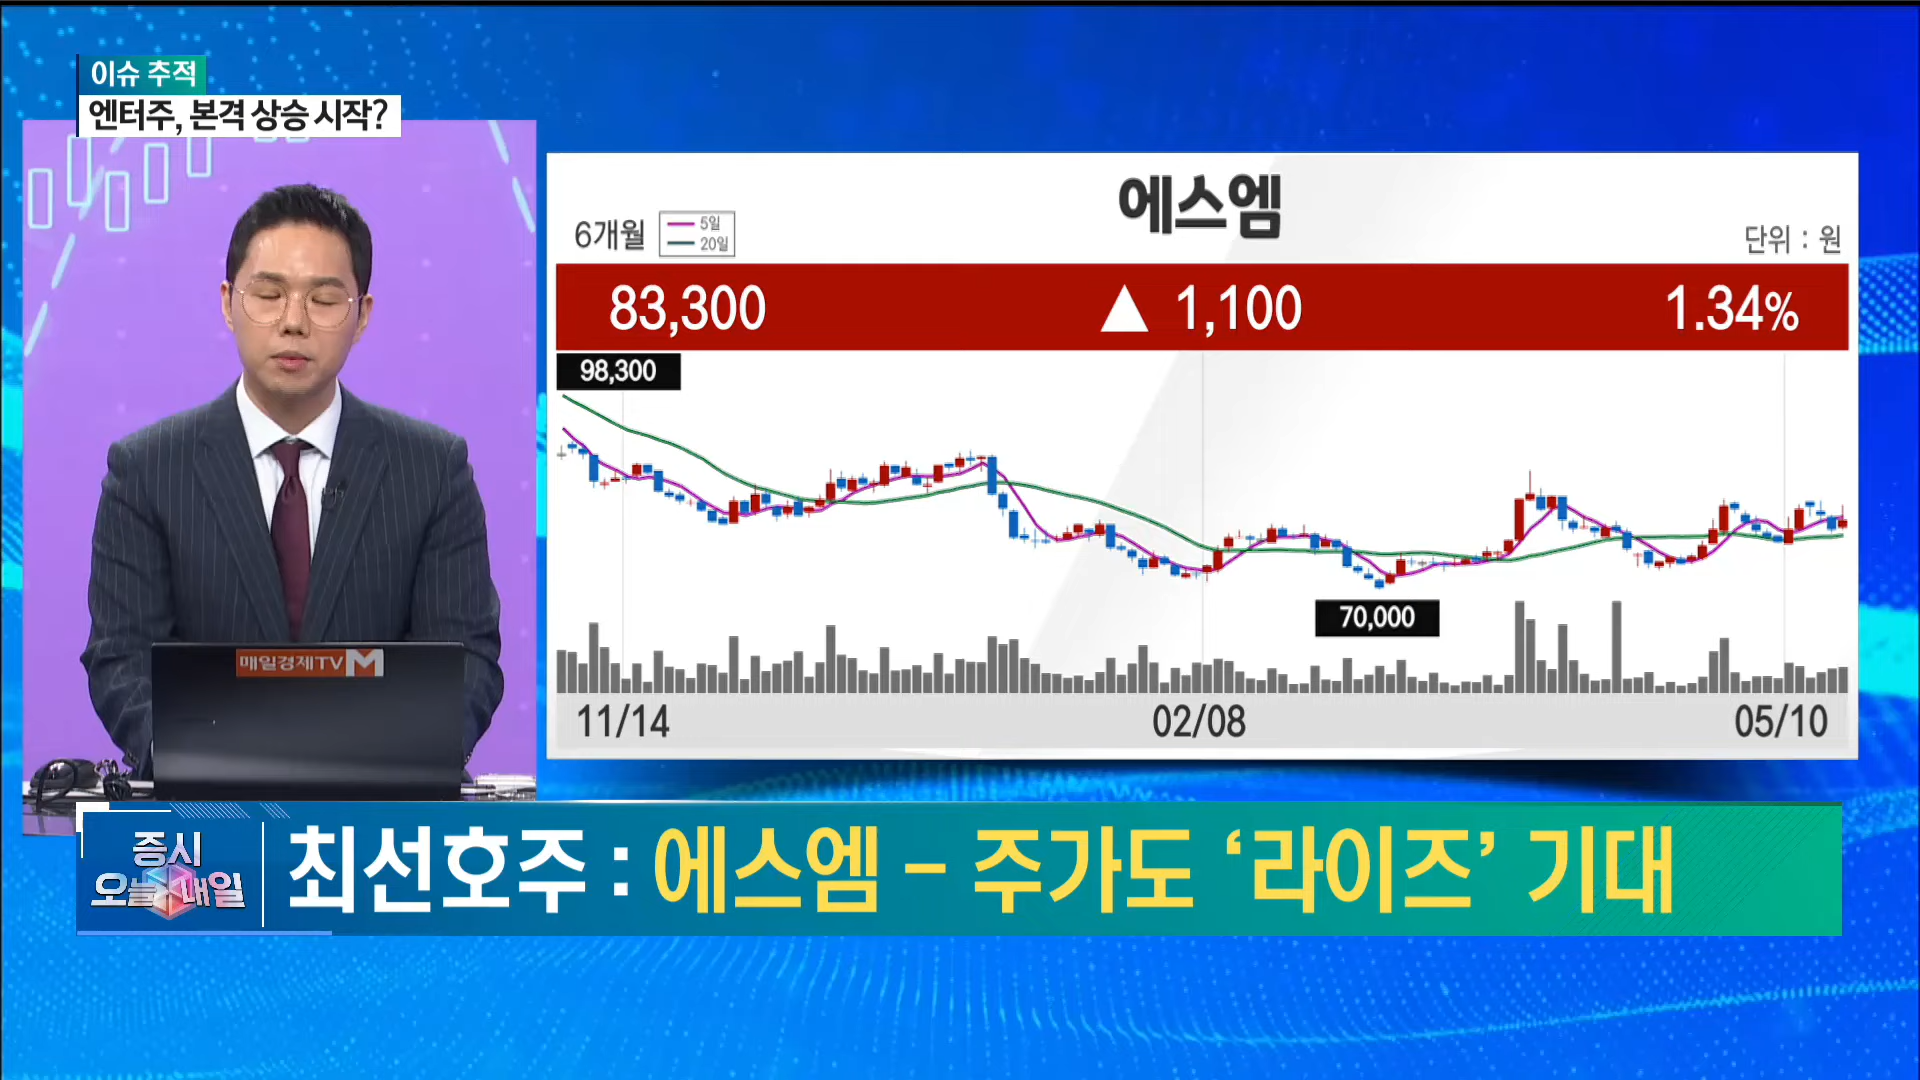 이슈 추적
엔터주, 본격 상승 시작?
에스엠
6개월
5일
20일
단위 : 원
83,300 ▲ 1,100 1.34%
98,300
70,000
11/14 02/08 05/10
매일경제TV M
증시
오늘 매일
최선호주 : 에스엠 - 주가도 ‘라이즈’ 기대